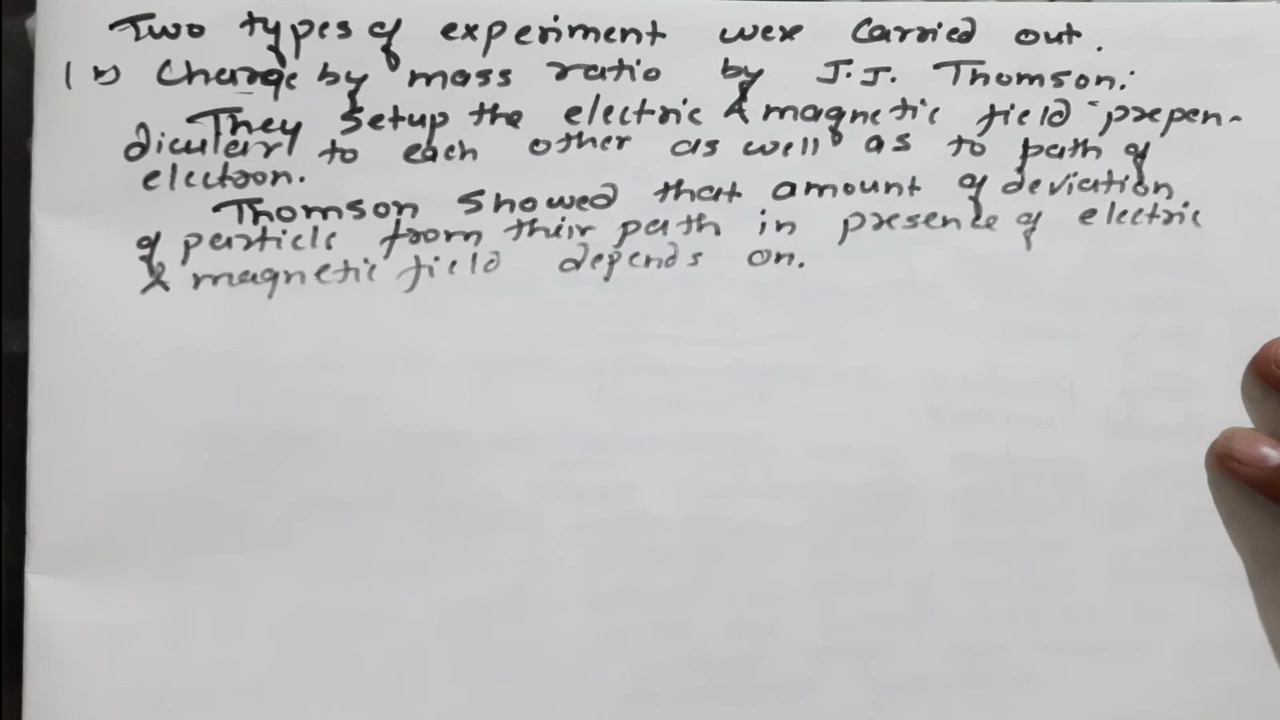 Two types of experiment were carried out.
1) Charge by mass ratio by J.J. Thomson:
They setup the electric & magnetic field prepen-
dicular to each other as well as to path of
electron.
Thomson showed that amount of deviation
of particle from their path in presence of electric
& magnetic field depends on.